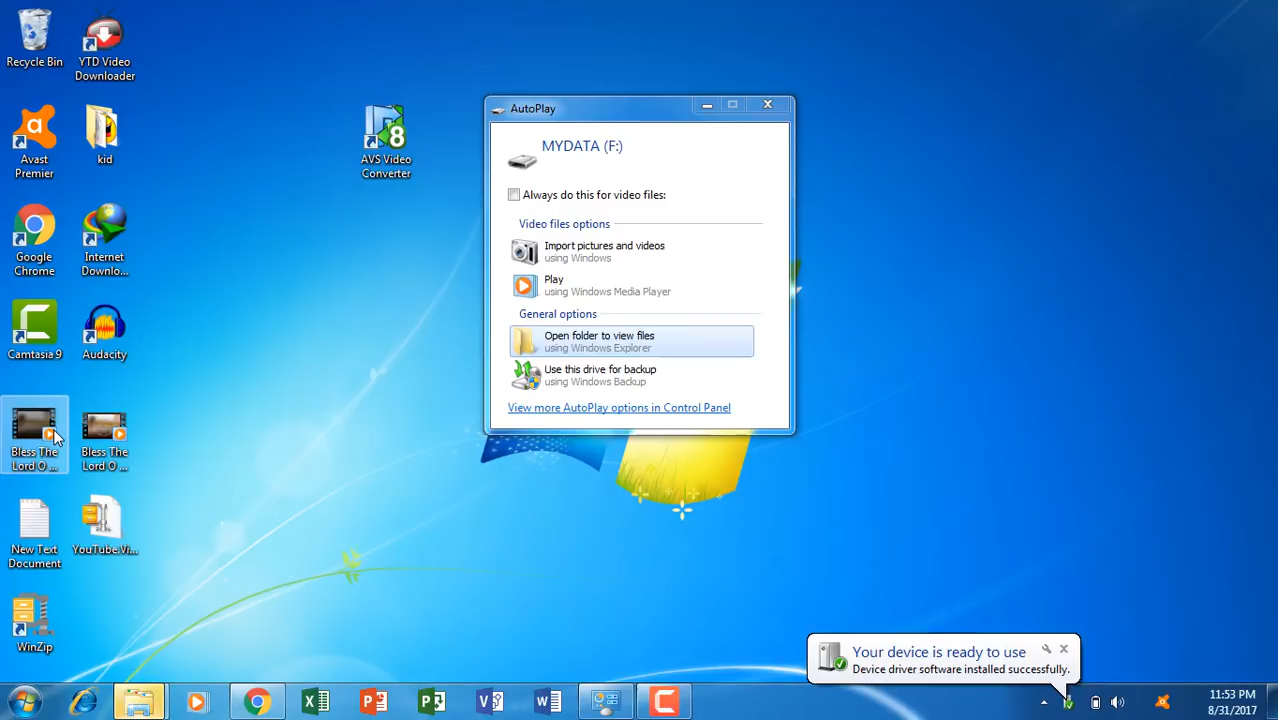 Recycle Bin
YTD Video
Downloader
Avast
Premier
kid
AVS Video
Converter
8
Google
Chrome
Internet
Downlo...
Camtasia 9
Audacity
Bless The
Lord O ...
Bless The
Lord O ...
New Text
Document
YouTube.Vi...
WinZip
AutoPlay
MYDATA (F:)
Always do this for video files:
Video files options
Import pictures and videos
using Windows
Play
using Windows Media Player
General options
Open folder to view files
using Windows Explorer
Use this drive for backup
using Windows Backup
View more AutoPlay options in Control Panel
Your device is ready to use
Device driver software installed successfully.
11:53 PM
8/31/2017